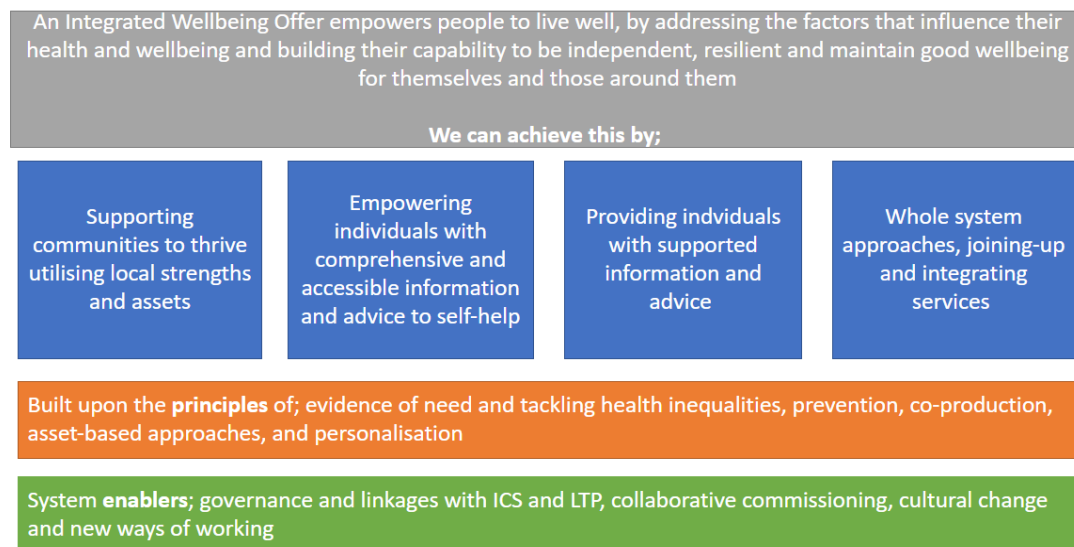 An Integrated Wellbeing Offer empowers people to live well, by addressing the factors that influence their
health and wellbeing and building their capability to be independent, resilient and maintain good wellbeing
for themselves and those around them
We can achieve this by;
Supporting
communities to thrive
utilising local strengths
and assets
Empowering
individuals with
comprehensive and
accessible information
and advice to self-help
Providing indviduals
with supported
information and
advice
Whole system
approaches, joining-up
and integrating
services
Built upon the principles of; evidence of need and tackling health inequalities, prevention, co-production,
asset-based approaches, and personalisation
System enablers; governance and linkages with ICS and LTP, collaborative commissioning, cultural change
and new ways of working